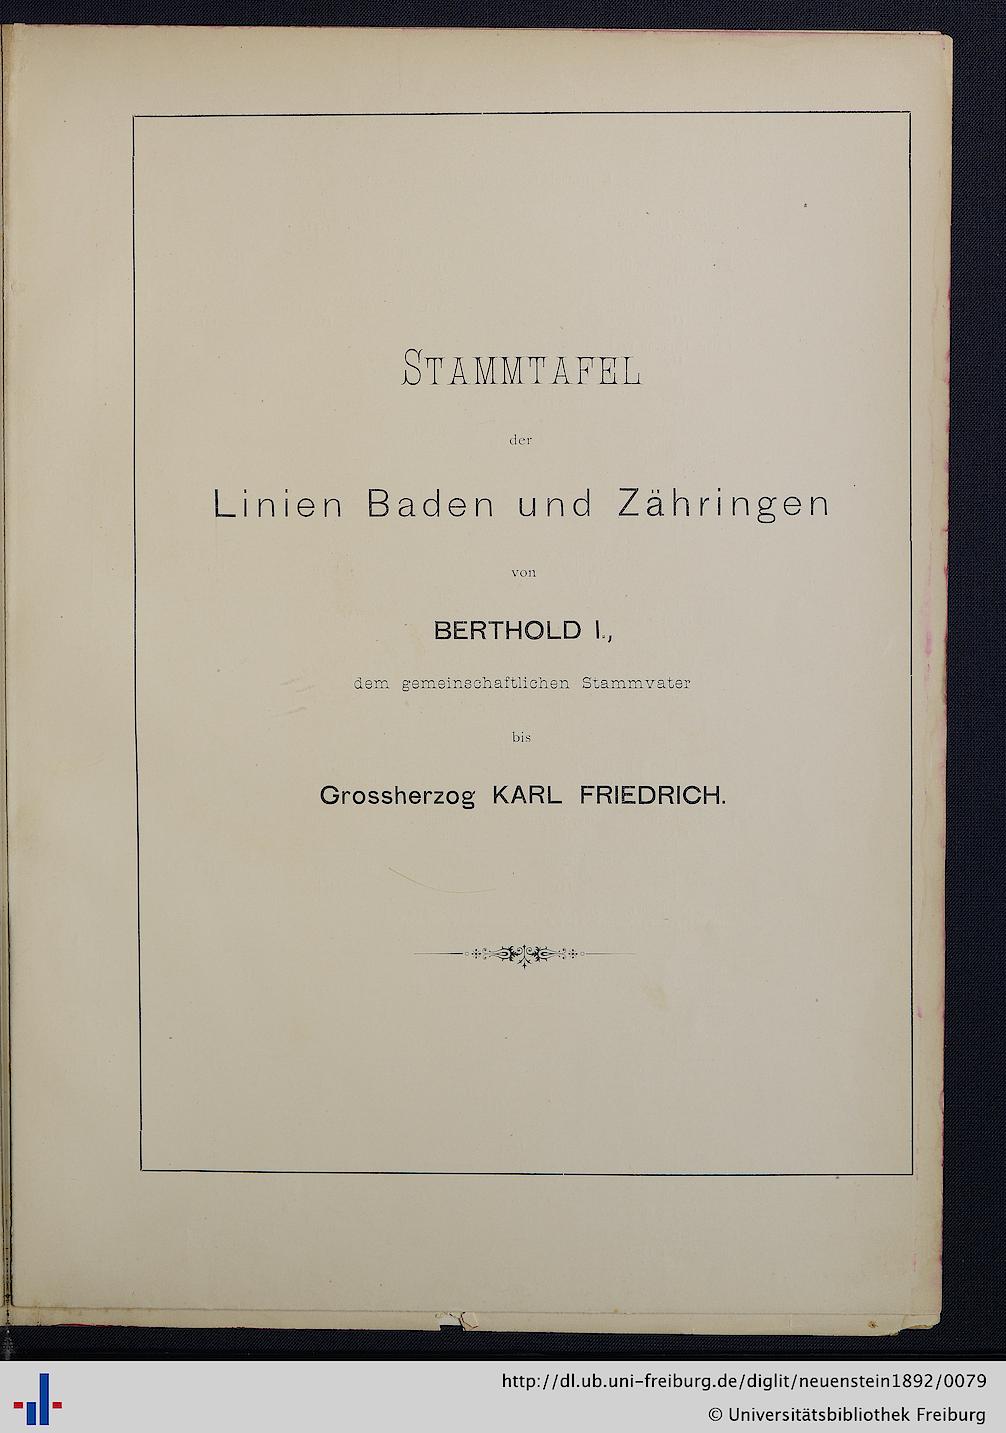 STAMMTAFEL
der
Linien Baden und Zähringen
von
BERTHOLD I.,
dem gemeinschaftlichen Stammvater
bis
Grossherzog KARL FRIEDRICH.
http://dl.ub.uni-freiburg.de/diglit/neuenstein1892/0079
© Universitätsbibliothek Freiburg